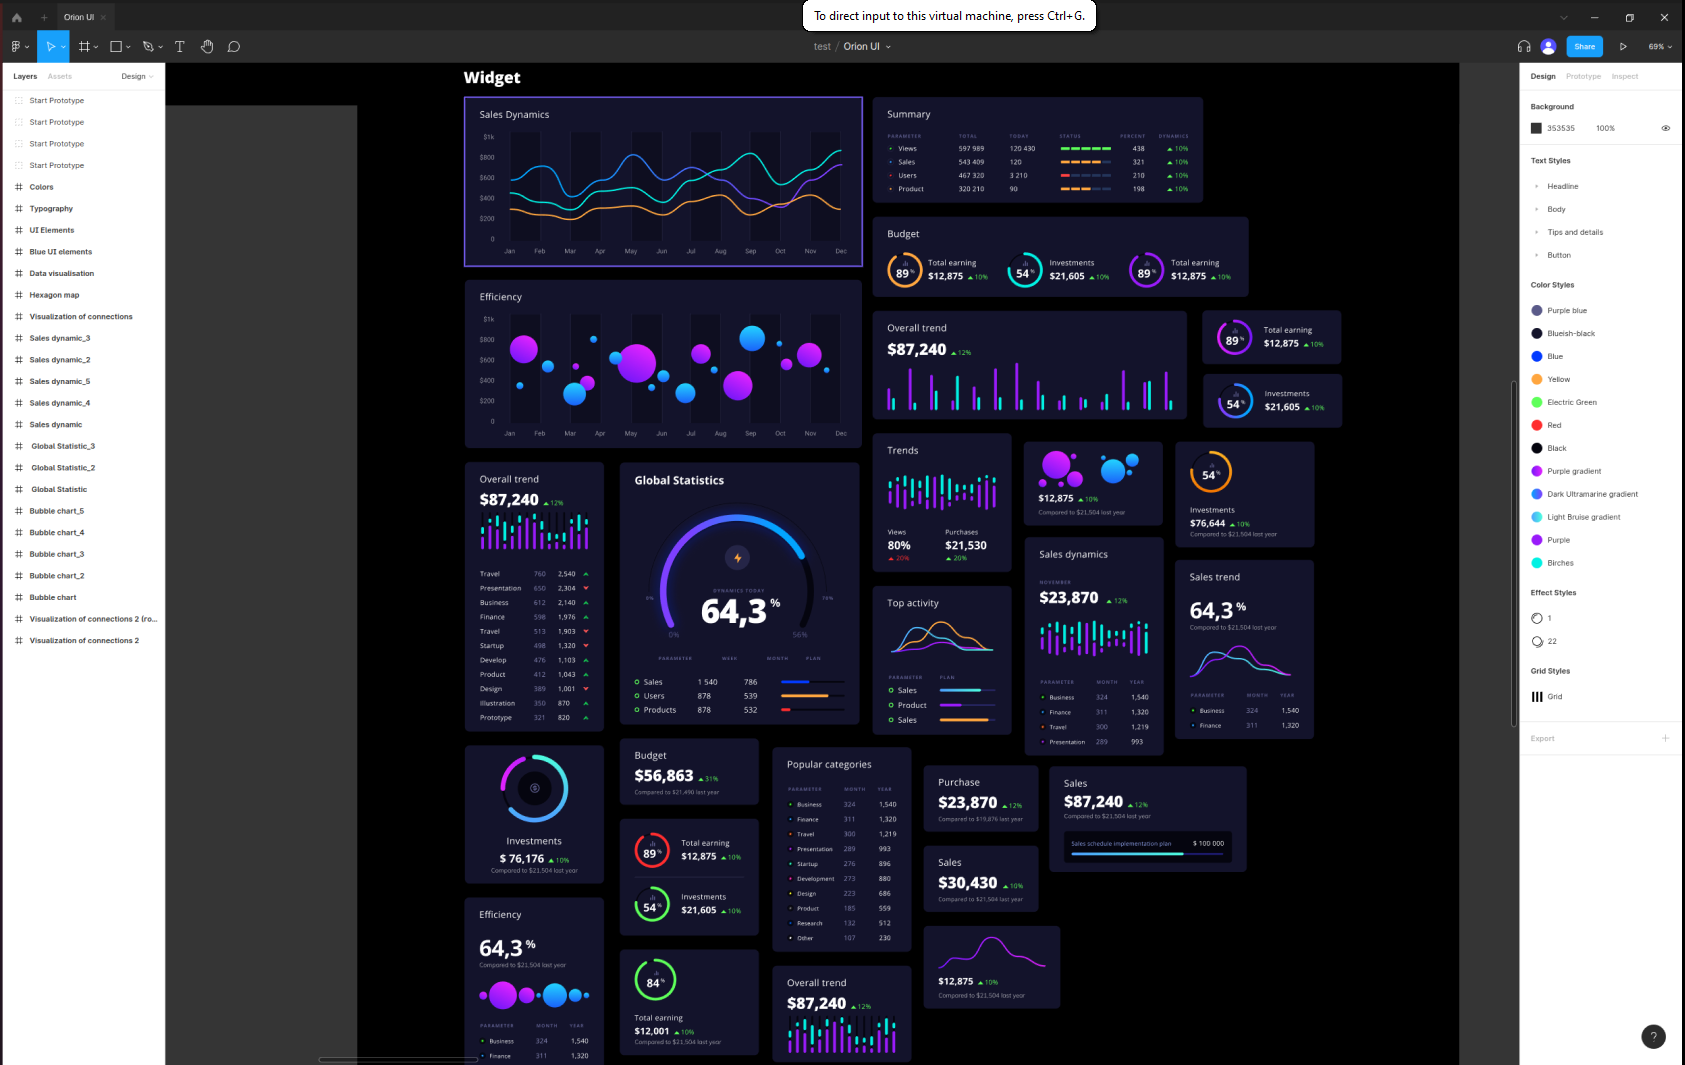 To direct input to this virtual machine, press Ctrl+G.
Orion UI
test / Orion UI
Share
69%
Layers
Assets
Design
Start Prototype
Start Prototype
Start Prototype
Start Prototype
Colors
Typography
UI Elements
Blue UI elements
Data visualisation
Hexagon map
Visualization of connections
Sales dynamic_3
Sales dynamic_2
Sales dynamic_5
Sales dynamic_4
Sales dynamic
Global Statistic_3
Global Statistic_2
Global Statistic
Bubble chart_5
Bubble chart_4
Bubble chart_3
Bubble chart_2
Bubble chart
Visualization of connections 2 (ro...
Visualization of connections 2
Widget
Sales Dynamics
$1k
$800
$600
$400
$200
0
Jan Feb Mar Apr May Jun Jul Aug Sep Oct Nov Dec
Summary
PARAMETER TOTAL TODAY STATUS PERCENT DYNAMICS
Views 597 989 120 430 438 10%
Sales 543 409 120 321 10%
Users 467 320 3 210 210 10%
Product 320 210 90 198 10%
Budget
89% Total earning $12,875 10%
54% Investments $21,605 10%
89% Total earning $12,875 10%
Efficiency
$1k
$800
$600
$400
$200
0
Jan Feb Mar Apr May Jun Jul Aug Sep Oct Nov Dec
Overall trend
$87,240 12%
89% Total earning
$12,875 10%
54% Investments
$21,605 10%
Overall trend
$87,240 12%
Travel 760 2,540
Presentation 650 2,304
Business 612 2,140
Finance 598 1,976
Travel 513 1,903
Startup 498 1,320
Develop 476 1,103
Product 412 1,043
Design 389 1,001
Illustration 350 870
Prototype 321 820
Global Statistics
DYNAMICS TODAY
64,3%
0% 56%
PARAMETER WEEK MONTH PLAN
Sales 1 540 786
Users 878 539
Products 878 532
Trends
Views Purchases
80% $21,530
20% 20%
$12,875 10%
Compared to $21,504 last year
54%
Investments
$76,644 10%
Compared to $21,504 last year
Top activity
PARAMETER PLAN
Sales
Product
Sales
Sales dynamics
NOVEMBER
$23,870 12%
PARAMETER MONTH YEAR
Business 324 1,540
Finance 311 1,320
Travel 300 1,219
Presentation 289 993
Sales trend
64,3%
Compared to $21,504 last year
PARAMETER MONTH YEAR
Business 324 1,540
Finance 311 1,320
Investments
$ 76,176 10%
Compared to $21,504 last year
Budget
$56,863 31%
Compared to $21,490 last year
89% Total earning
$12,875 10%
54% Investments
$21,605 10%
Popular categories
PARAMETER MONTH YEAR
Business 324 1,540
Finance 311 1,320
Travel 300 1,219
Presentation 289 993
Startup 276 896
Development 273 880
Design 223 686
Product 185 559
Research 132 512
Other 107 230
Purchase
$23,870 12%
Compared to $19,876 last year
Sales
$87,240 12%
Compared to $21,504 last year
Sales schedule implementation plan $ 100 000
Sales
$30,430 10%
Compared to $21,504 last year
$12,875 10%
Compared to $21,504 last year
Efficiency
64,3%
Compared to $21,504 last year
PARAMETER MONTH YEAR
Business 324 1,540
Finance 311 1,320
84%
Total earning
$12,001 10%
Compared to $21,504 last year
Overall trend
$87,240 12%
Design
Prototype
Inspect
Background
353535 100%
Text Styles
Headline
Body
Tips and details
Button
Color Styles
Purple blue
Blueish-black
Blue
Yellow
Electric Green
Red
Black
Purple gradient
Dark Ultramarine gradient
Light Bruise gradient
Purple
Birches
Effect Styles
1
22
Grid Styles
Grid
Export
?